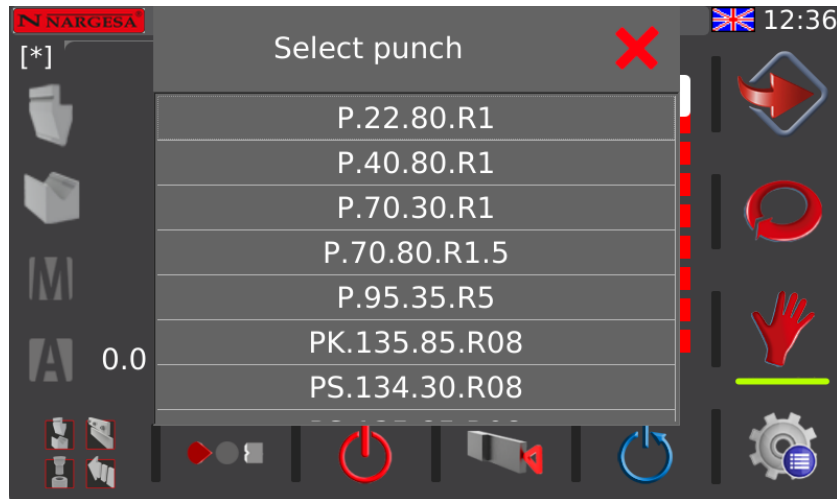 N NARGESA
12:36
[*]
Select punch
P.22.80.R1
P.40.80.R1
P.70.30.R1
P.70.80.R1.5
P.95.35.R5
PK.135.85.R08
PS.134.30.R08
M
A
0.0